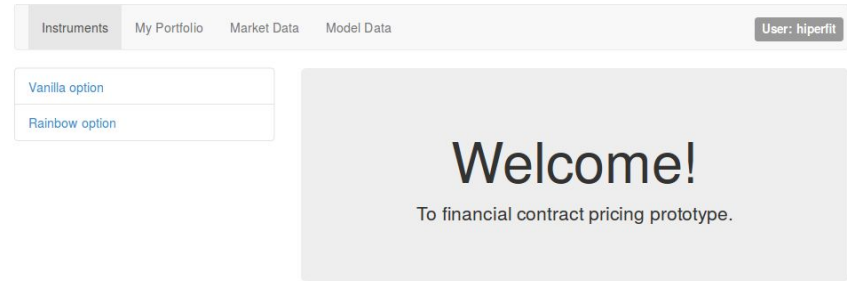 Instruments My Portfolio Market Data Model Data User: hiperfit
Vanilla option
Rainbow option
Welcome!
To financial contract pricing prototype.